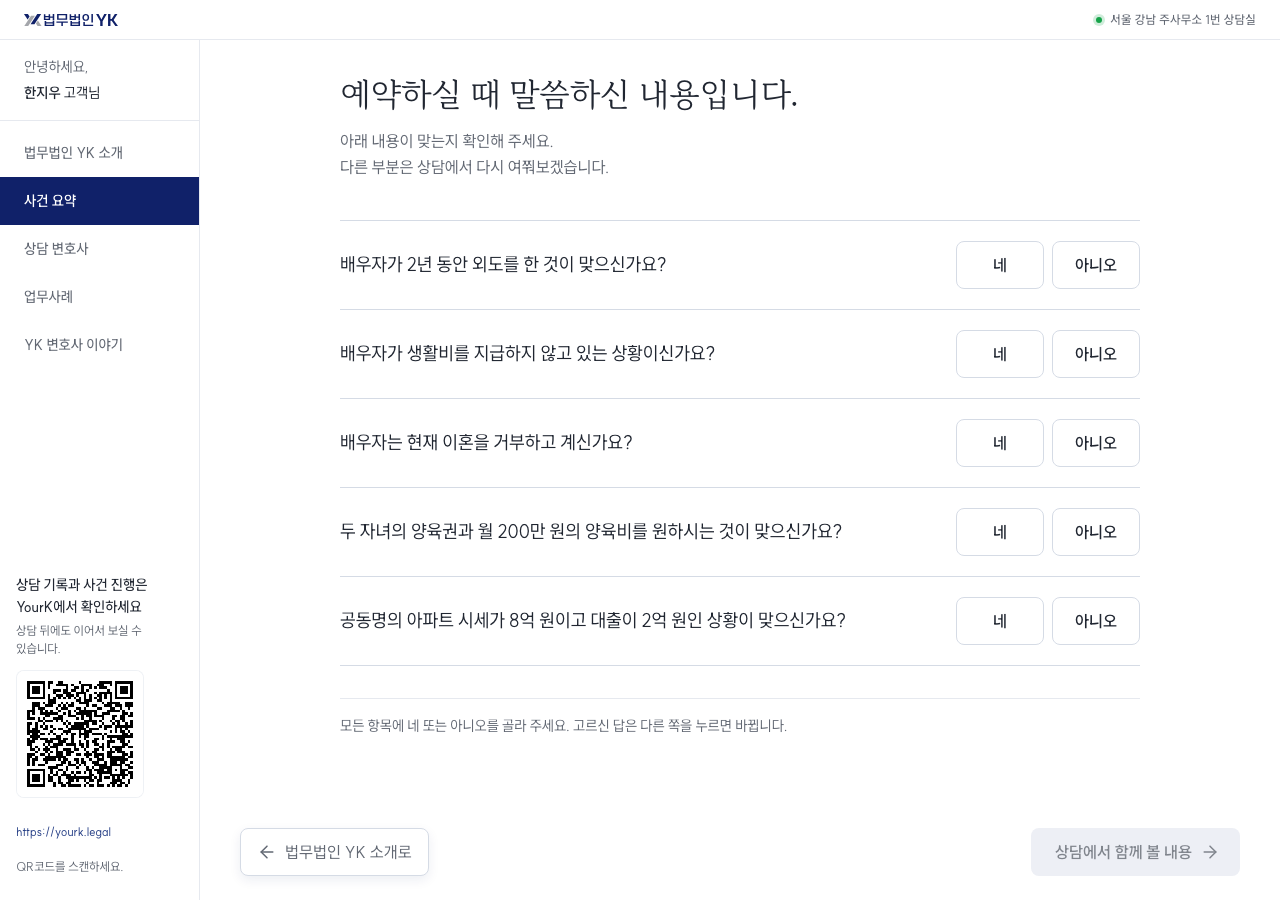 법무법인 YK
서울 강남 주사무소 1번 상담실
안녕하세요,
한지우 고객님
법무법인 YK 소개
사건 요약
상담 변호사
업무사례
YK 변호사 이야기
상담 기록과 사건 진행은
YourK에서 확인하세요
상담 뒤에도 이어서 보실 수
있습니다.
https://yourk.legal
QR코드를 스캔하세요.
예약하실 때 말씀하신 내용입니다.
아래 내용이 맞는지 확인해 주세요.
다른 부분은 상담에서 다시 여쭤보겠습니다.
배우자가 2년 동안 외도를 한 것이 맞으신가요?
네 아니오
배우자가 생활비를 지급하지 않고 있는 상황이신가요?
네 아니오
배우자는 현재 이혼을 거부하고 계신가요?
네 아니오
두 자녀의 양육권과 월 200만 원의 양육비를 원하시는 것이 맞으신가요?
네 아니오
공동명의 아파트 시세가 8억 원이고 대출이 2억 원인 상황이 맞으신가요?
네 아니오
모든 항목에 네 또는 아니오를 골라 주세요. 고르신 답은 다른 쪽을 누르면 바뀝니다.
← 법무법인 YK 소개로
상담에서 함께 볼 내용 →